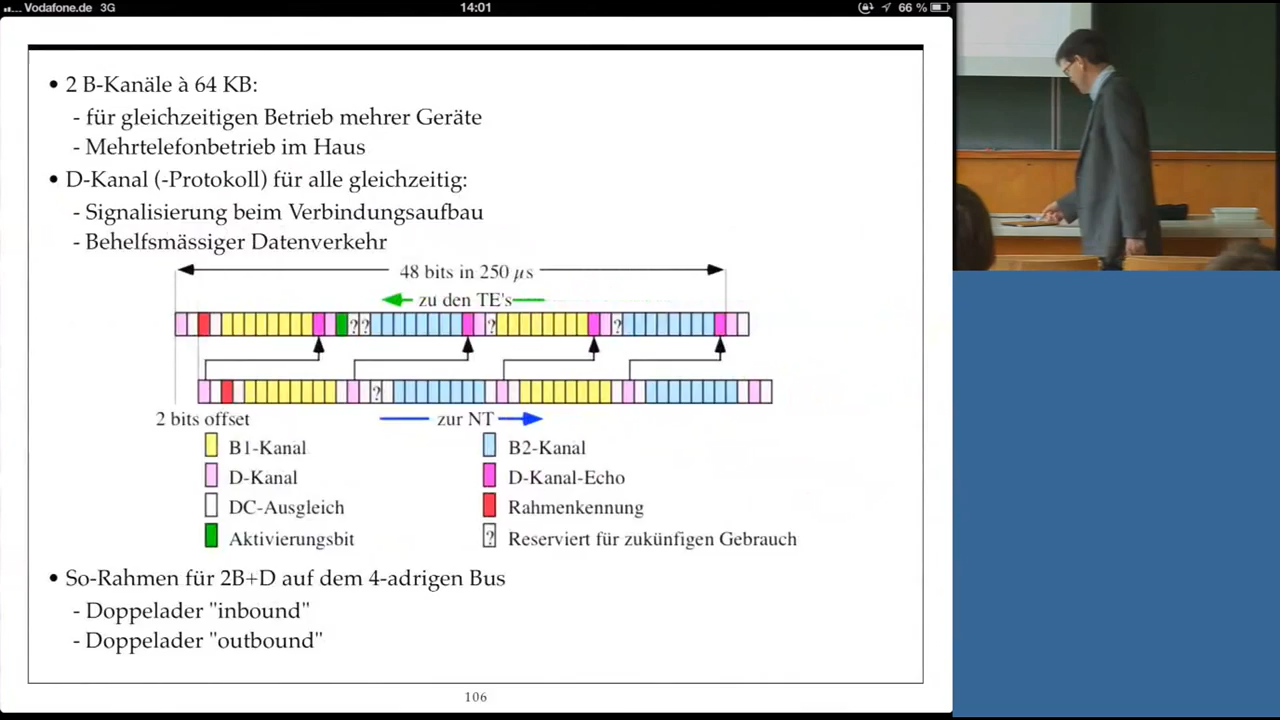 Vodafone.de 3G 14:01 66 %
• 2 B-Kanäle à 64 KB:
- für gleichzeitigen Betrieb mehrer Geräte
- Mehrtelefonbetrieb im Haus
• D-Kanal (-Protokoll) für alle gleichzeitig:
- Signalisierung beim Verbindungsaufbau
- Behelfsmässiger Datenverkehr
48 bits in 250 µs
zu den TE's
? ? ? ?
?
2 bits offset zur NT
B1-Kanal B2-Kanal
D-Kanal D-Kanal-Echo
DC-Ausgleich Rahmenkennung
Aktivierungsbit ? Reserviert für zukünfigen Gebrauch
• So-Rahmen für 2B+D auf dem 4-adrigen Bus
- Doppelader "inbound"
- Doppelader "outbound"
106